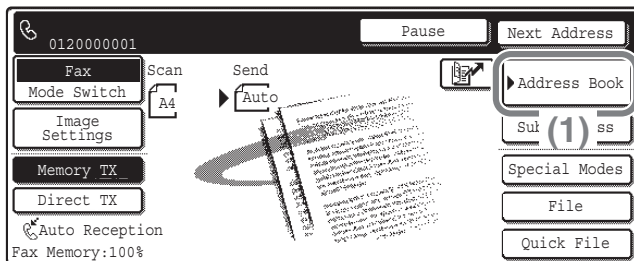 0120000001
Pause
Next Address
Fax
Mode Switch
Scan
A4
Send
Auto
Address Book
Image
Settings
(1)
Memory TX
Special Modes
Direct TX
File
Auto Reception
Fax Memory:100%
Quick File